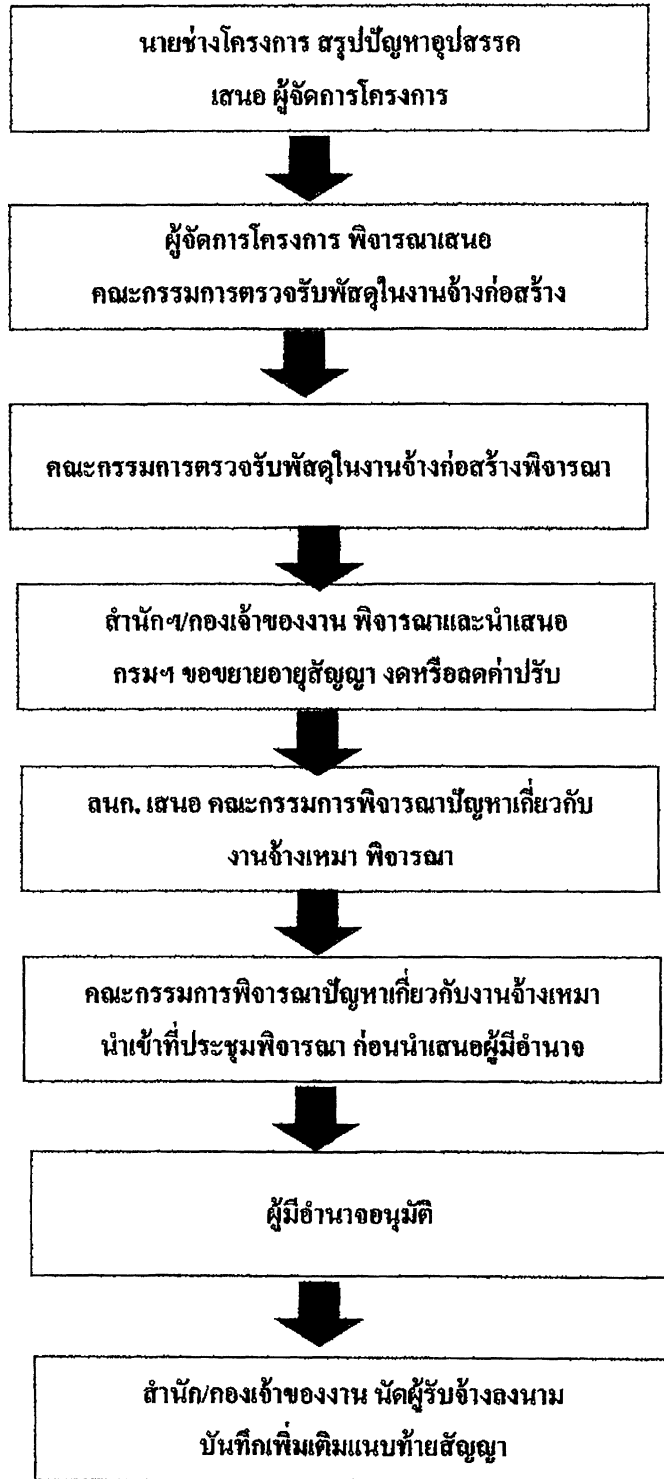 นายช่างโครงการ สรุปปัญหาอุปสรรค
เสนอ ผู้จัดการโครงการ
ผู้จัดการโครงการ พิจารณาเสนอ
คณะกรรมการตรวจรับพัสดุในงานจ้างก่อสร้าง
คณะกรรมการตรวจรับพัสดุในงานจ้างก่อสร้างพิจารณา
สำนักฯ/กองเจ้าของงาน พิจารณาและนำเสนอ
กรมฯ ขอขยายอายุสัญญา งดหรือลดค่าปรับ
ลนก. เสนอ คณะกรรมการพิจารณาปัญหาเกี่ยวกับ
งานจ้างเหมา พิจารณา
คณะกรรมการพิจารณาปัญหาเกี่ยวกับงานจ้างเหมา
นำเข้าที่ประชุมพิจารณา ก่อนนำเสนอผู้มีอำนาจ
ผู้มีอำนาจอนุมัติ
สำนัก/กองเจ้าของงาน นัดผู้รับจ้างลงนาม
บันทึกเพิ่มเติมแนบท้ายสัญญา